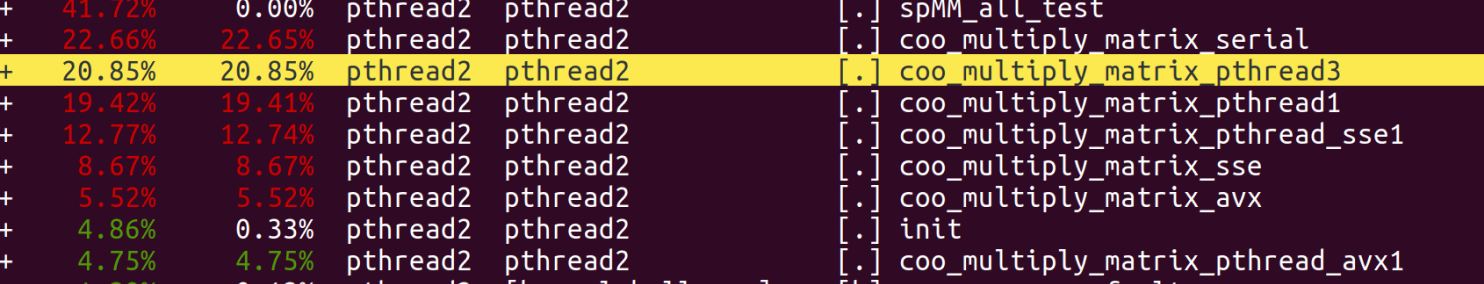 + 41.72% 0.00% pthread2 pthread2 [.] spMM_all_test
+ 22.66% 22.65% pthread2 pthread2 [.] coo_multiply_matrix_serial
+ 20.85% 20.85% pthread2 pthread2 [.] coo_multiply_matrix_pthread3
+ 19.42% 19.41% pthread2 pthread2 [.] coo_multiply_matrix_pthread1
+ 12.77% 12.74% pthread2 pthread2 [.] coo_multiply_matrix_pthread_sse1
+ 8.67% 8.67% pthread2 pthread2 [.] coo_multiply_matrix_sse
+ 5.52% 5.52% pthread2 pthread2 [.] coo_multiply_matrix_avx
+ 4.86% 0.33% pthread2 pthread2 [.] init
+ 4.75% 4.75% pthread2 pthread2 [.] coo_multiply_matrix_pthread_avx1